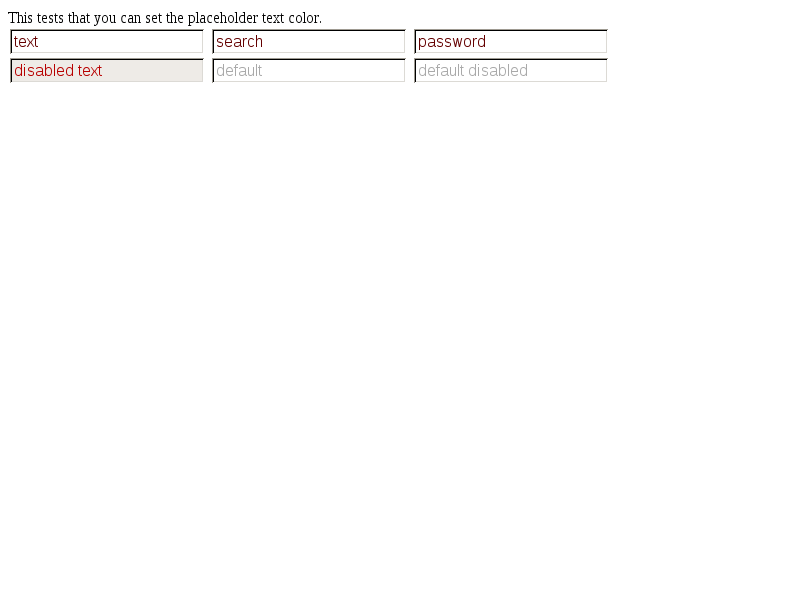 This tests that you can set the placeholder text color.
text search password
disabled text default default disabled